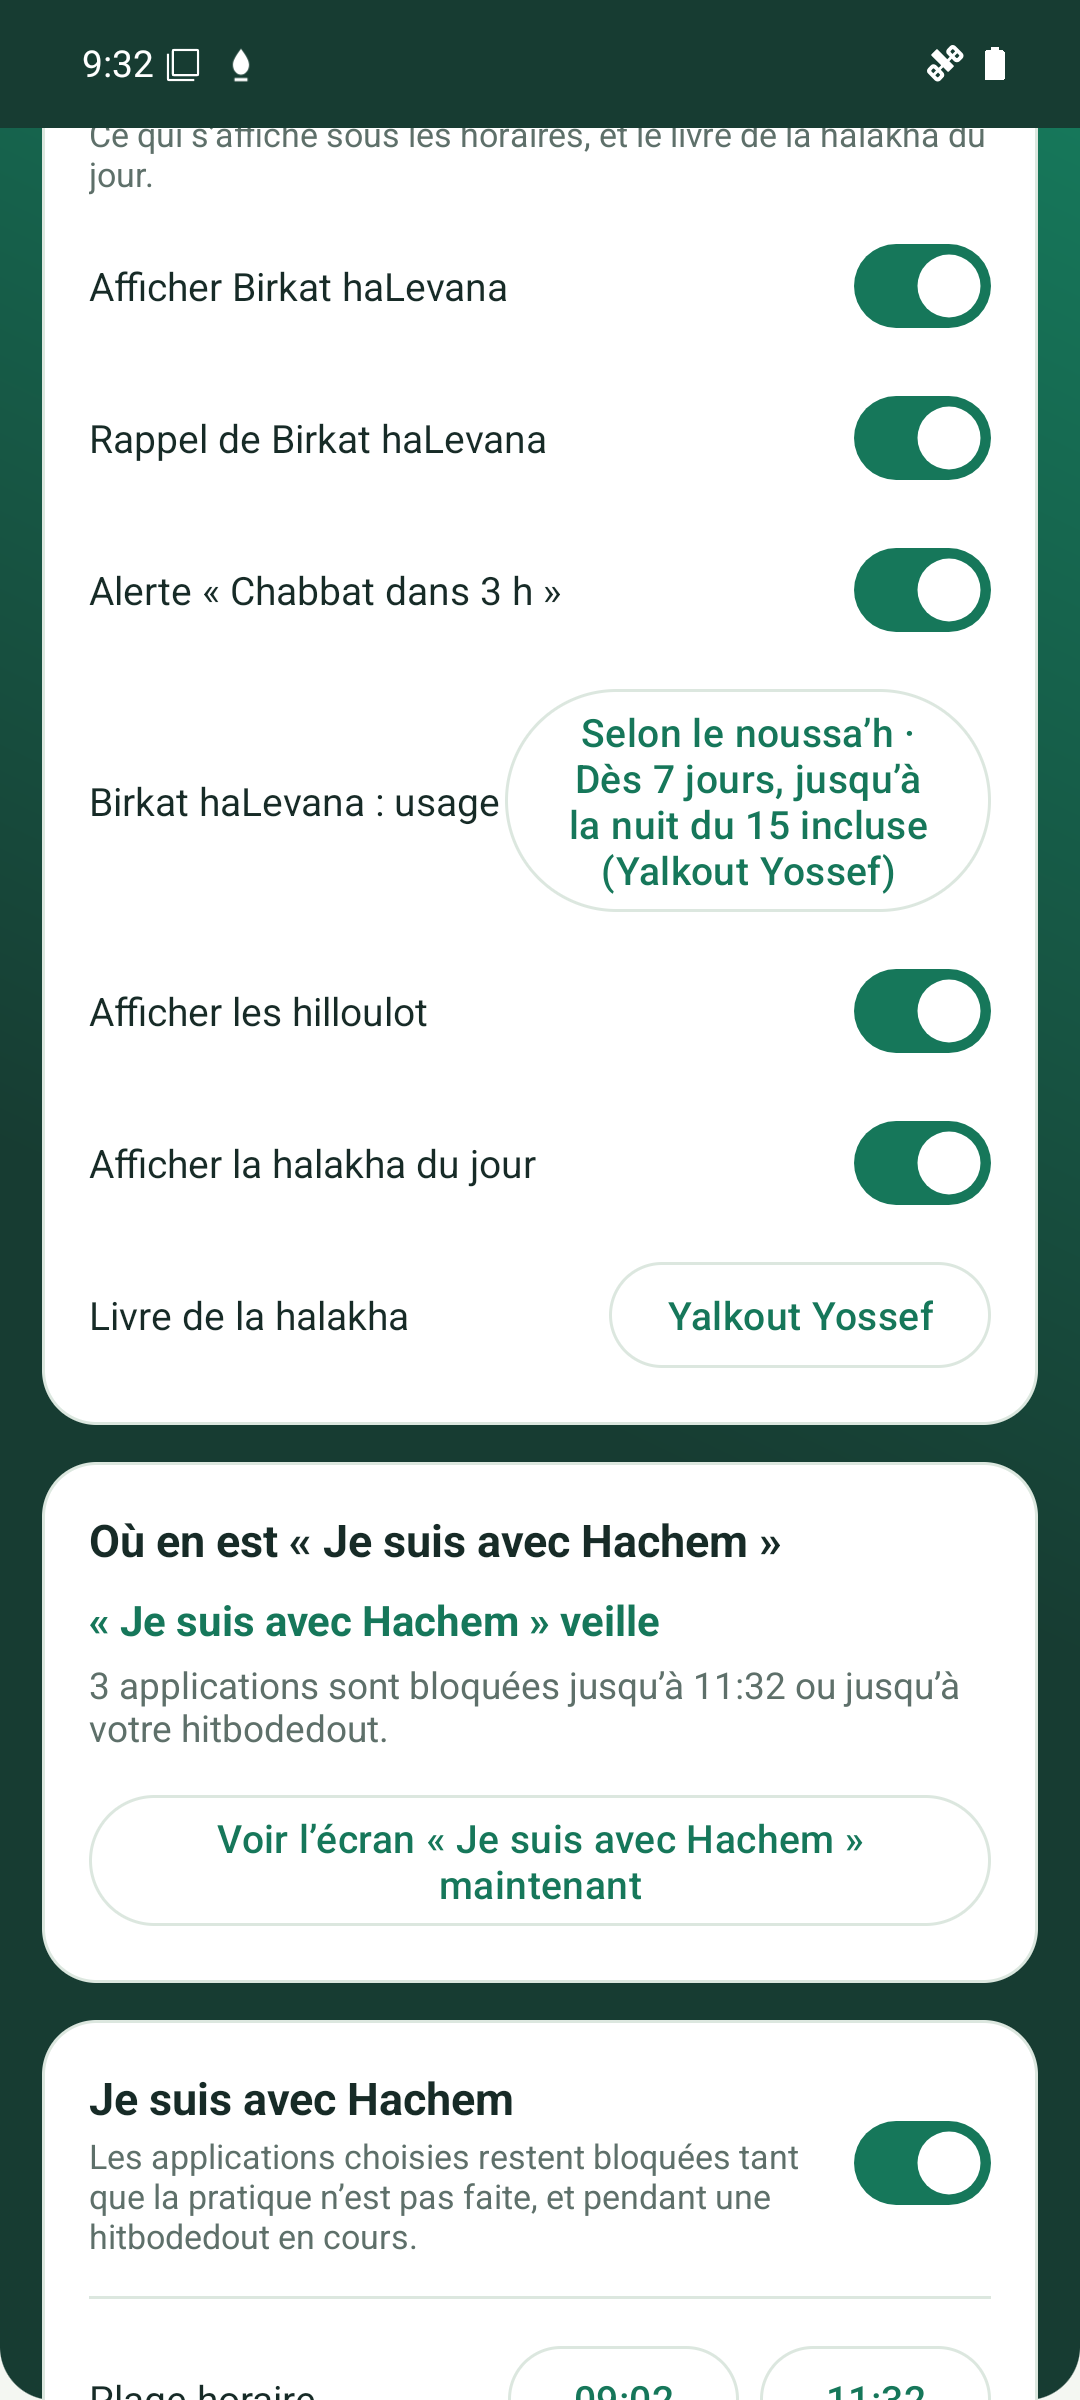 9:32
Ce qui s’affiche sous les horaires, et le livre de la halakha du
jour.
Afficher Birkat haLevana
Rappel de Birkat haLevana
Alerte « Chabbat dans 3 h »
Birkat haLevana : usage
Selon le noussa’h ·
Dès 7 jours, jusqu’à
la nuit du 15 incluse
(Yalkout Yossef)
Afficher les hilloulot
Afficher la halakha du jour
Livre de la halakha
Yalkout Yossef
Où en est « Je suis avec Hachem »
« Je suis avec Hachem » veille
3 applications sont bloquées jusqu’à 11:32 ou jusqu’à
votre hitbodedout.
Voir l’écran « Je suis avec Hachem »
maintenant
Je suis avec Hachem
Les applications choisies restent bloquées tant
que la pratique n’est pas faite, et pendant une
hitbodedout en cours.
Plage horaire
09:02
11:32